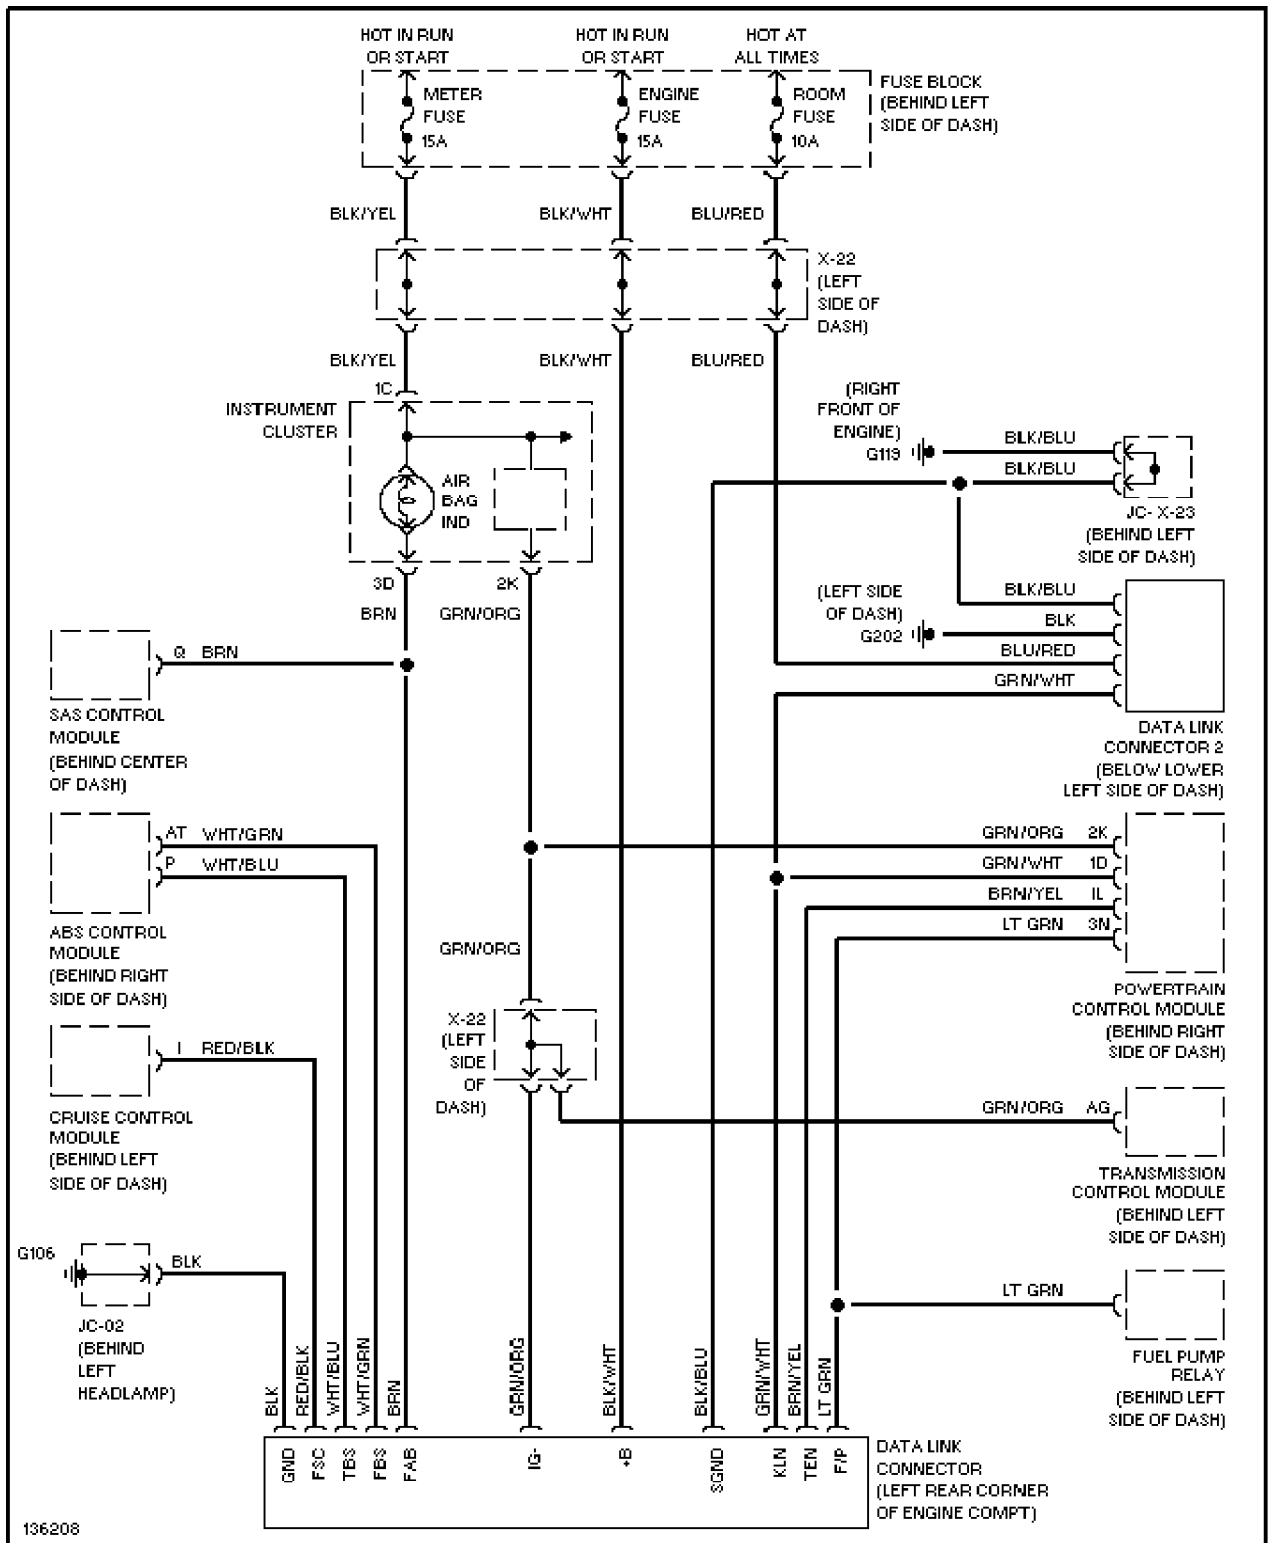 HOT IN RUN
OR START
HOT IN RUN
OR START
HOT AT
ALL TIMES
METER
FUSE
15A
ENGINE
FUSE
15A
ROOM
FUSE
10A
FUSE BLOCK
(BEHIND LEFT
SIDE OF DASH)
BLK/YEL
BLK/WHT
BLU/RED
X-22
(LEFT
SIDE OF
DASH)
BLK/YEL
BLK/WHT
BLU/RED
1C
INSTRUMENT
CLUSTER
AIR
BAG
IND
3D
2K
BRN
GRN/ORG
(RIGHT
FRONT OF
ENGINE)
G119
BLK/BLU
BLK/BLU
JC- X-23
(BEHIND LEFT
SIDE OF DASH)
(LEFT SIDE
OF DASH)
G202
BLK/BLU
BLK
BLU/RED
GRN/WHT
DATA LINK
CONNECTOR 2
(BELOW LOWER
LEFT SIDE OF DASH)
Q BRN
SAS CONTROL
MODULE
(BEHIND CENTER
OF DASH)
AT WHT/GRN
P WHT/BLU
ABS CONTROL
MODULE
(BEHIND RIGHT
SIDE OF DASH)
GRN/ORG 2K
GRN/WHT 1D
BRN/YEL IL
LT GRN 3N
POWERTRAIN
CONTROL MODULE
(BEHIND RIGHT
SIDE OF DASH)
GRN/ORG
X-22
(LEFT
SIDE
OF
DASH)
I RED/BLK
CRUISE CONTROL
MODULE
(BEHIND LEFT
SIDE OF DASH)
GRN/ORG AG
TRANSMISSION
CONTROL MODULE
(BEHIND LEFT
SIDE OF DASH)
G106
BLK
JC-02
(BEHIND
LEFT
HEADLAMP)
LT GRN
FUEL PUMP
RELAY
(BEHIND LEFT
SIDE OF DASH)
BLK
RED/BLK
WHT/BLU
WHT/GRN
BRN
GRN/ORG
BLK/WHT
BLK/BLU
GRN/WHT
BRN/YEL
LT GRN
GND
FSC
TBS
FBS
FAB
IG-
+B
SGND
KLN
TEN
F/P
DATA LINK
CONNECTOR
(LEFT REAR CORNER
OF ENGINE COMPT)
136208